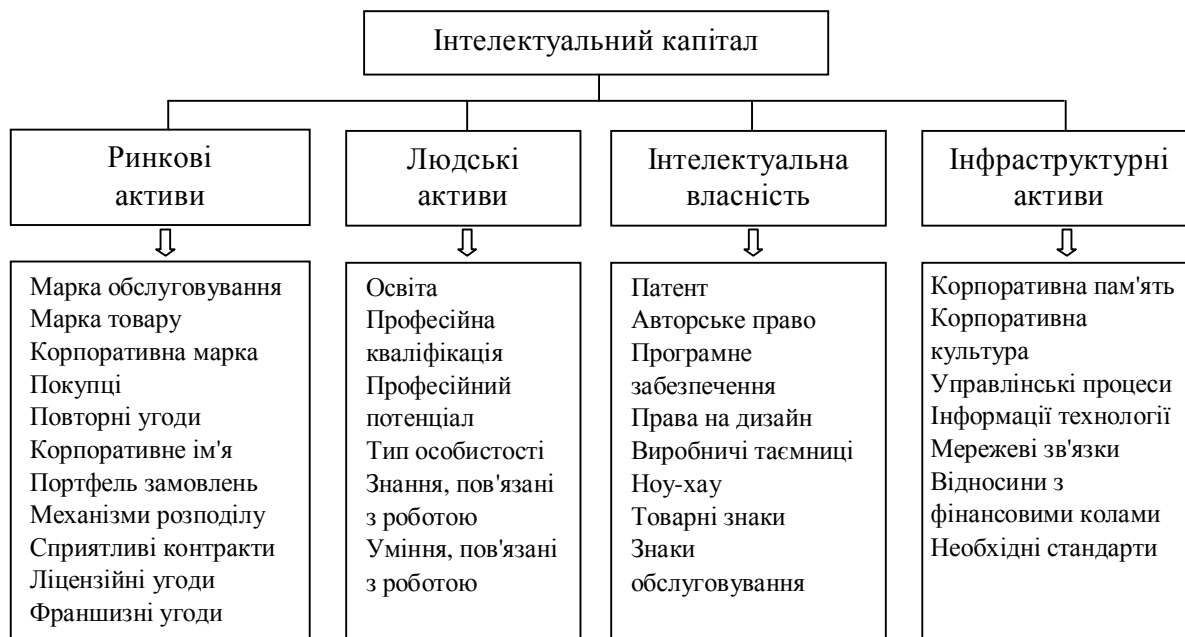 Інтелектуальний капітал
Ринкові
активи
Людські
активи
Інтелектуальна
власність
Інфраструктурні
активи
Марка обслуговування
Марка товару
Корпоративна марка
Покупці
Повторні угоди
Корпоративне ім'я
Портфель замовлень
Механізми розподілу
Сприятливі контракти
Ліцензійні угоди
Франшизні угоди
Освіта
Професійна
кваліфікація
Професійний
потенціал
Тип особистості
Знання, пов'язані
з роботою
Уміння, пов'язані
з роботою
Патент
Авторське право
Програмне
забезпечення
Права на дизайн
Виробничі таємниці
Ноу-хау
Товарні знаки
Знаки
обслуговування
Корпоративна пам'ять
Корпоративна
культура
Управлінські процеси
Інформації технології
Мережеві зв'язки
Відносини з
фінансовими колами
Необхідні стандарти